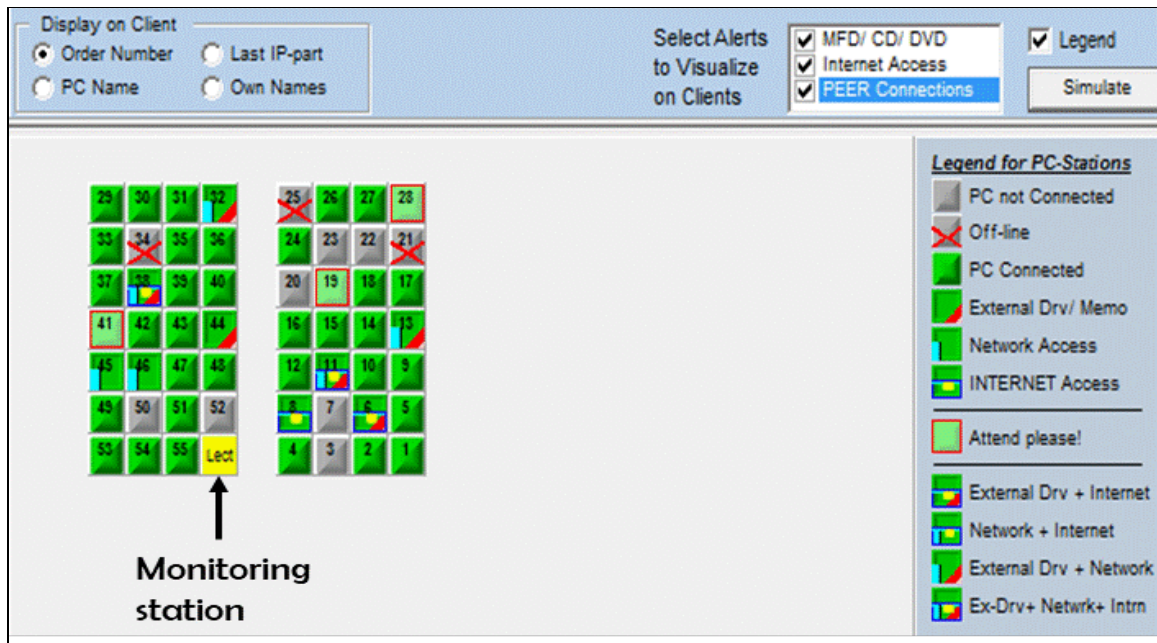 Display on Client
Order Number
Last IP-part
PC Name
Own Names
Select Alerts
to Visualize
on Clients
MFD/ CD/ DVD
Internet Access
PEER Connections
Legend
Simulate
29 30 31 32 25 26 27 28
33 34 35 36 24 23 22 21
37 38 39 40 20 19 18 17
41 42 43 44 16 15 14 13
45 46 47 48 12 11 10 9
49 50 51 52 8 7 6 5
53 54 55 Lect 4 3 2 1
Monitoring
station
Legend for PC-Stations
PC not Connected
Off-line
PC Connected
External Drv/ Memo
Network Access
INTERNET Access
Attend please!
External Drv + Internet
Network + Internet
External Drv + Network
Ex-Drv+ Netwrk+ Intrn